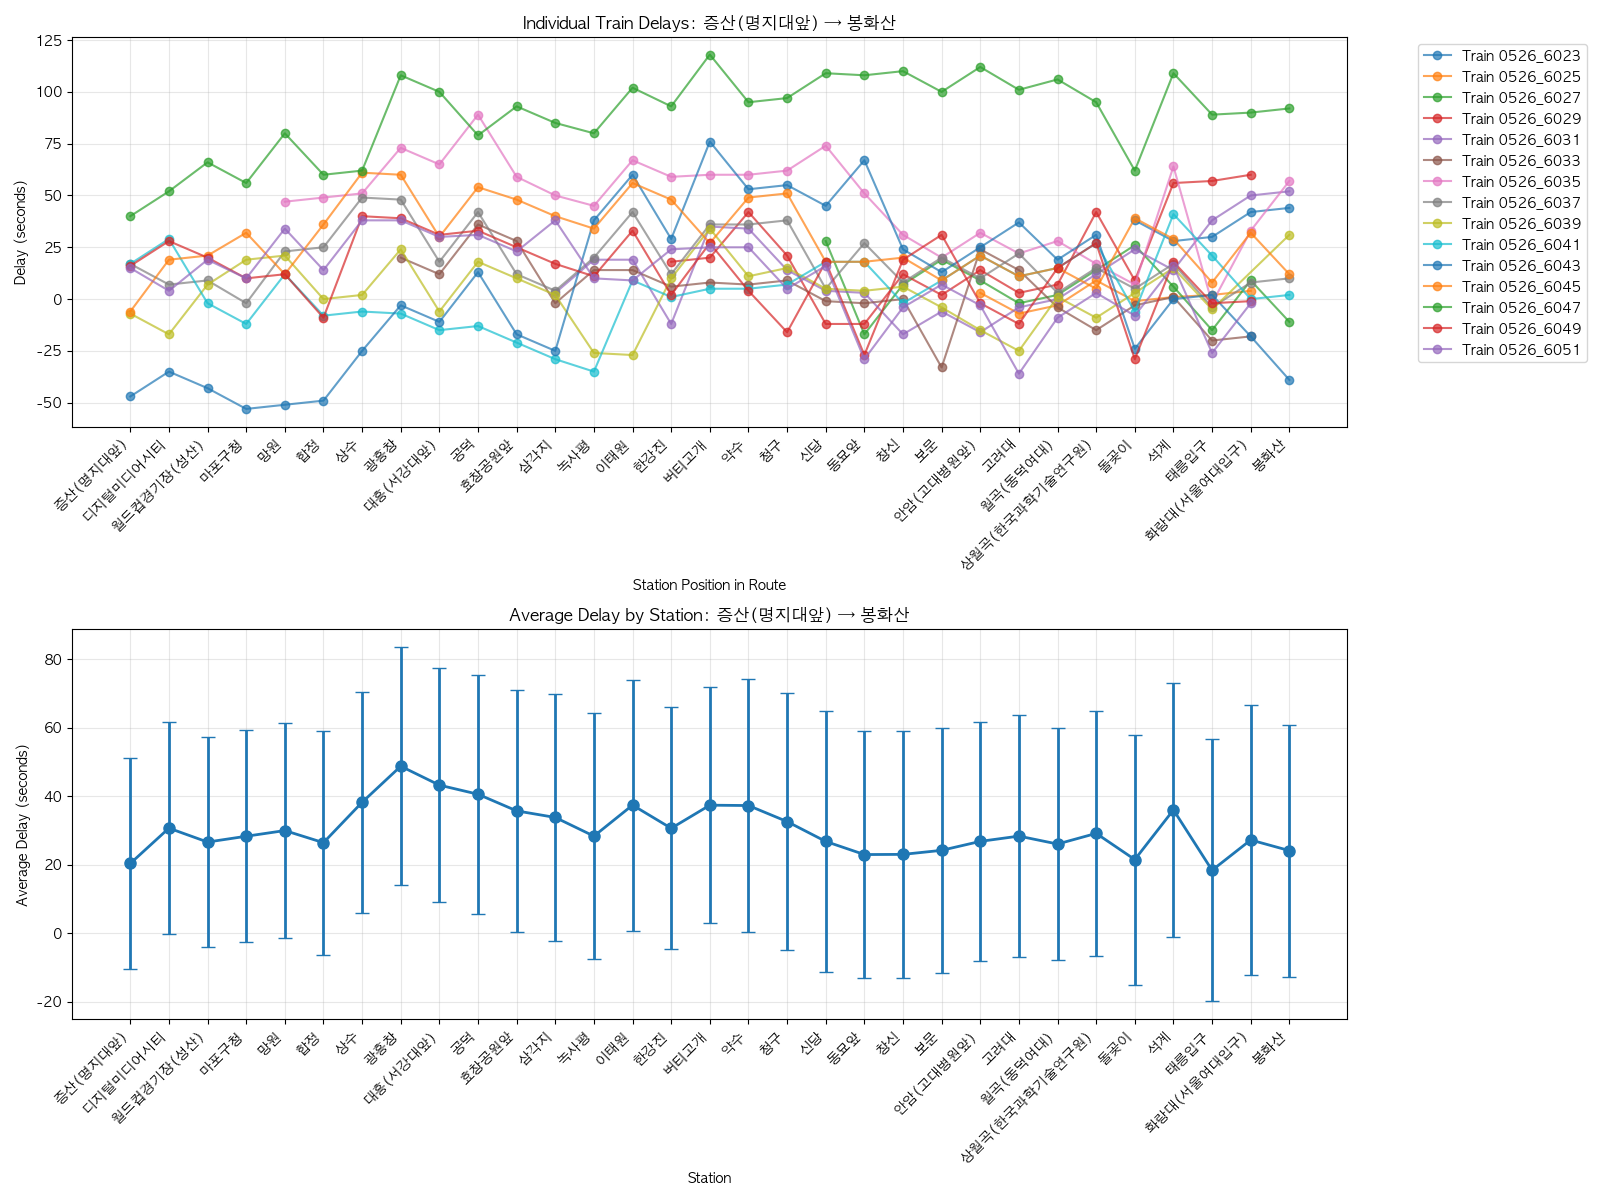 Individual Train Delays: 증산(명지대앞) → 봉화산
Delay (seconds)
125
100
75
50
25
0
-25
-50
증산(명지대앞)
디지털미디어시티
월드컵경기장(성산)
마포구청
망원
합정
상수
광흥창
대흥(서강대앞)
공덕
효창공원앞
삼각지
녹사평
이태원
한강진
버티고개
약수
청구
신당
동묘앞
창신
보문
안암(고대병원앞)
고려대
월곡(동덕여대)
상월곡(한국과학기술연구원)
돌곶이
석계
태릉입구
화랑대(서울여대입구)
봉화산
Station Position in Route
Train 0526_6023
Train 0526_6025
Train 0526_6027
Train 0526_6029
Train 0526_6031
Train 0526_6033
Train 0526_6035
Train 0526_6037
Train 0526_6039
Train 0526_6041
Train 0526_6043
Train 0526_6045
Train 0526_6047
Train 0526_6049
Train 0526_6051
Average Delay by Station: 증산(명지대앞) → 봉화산
Average Delay (seconds)
80
60
40
20
0
-20
증산(명지대앞)
디지털미디어시티
월드컵경기장(성산)
마포구청
망원
합정
상수
광흥창
대흥(서강대앞)
공덕
효창공원앞
삼각지
녹사평
이태원
한강진
버티고개
약수
청구
신당
동묘앞
창신
보문
안암(고대병원앞)
고려대
월곡(동덕여대)
상월곡(한국과학기술연구원)
돌곶이
석계
태릉입구
화랑대(서울여대입구)
봉화산
Station